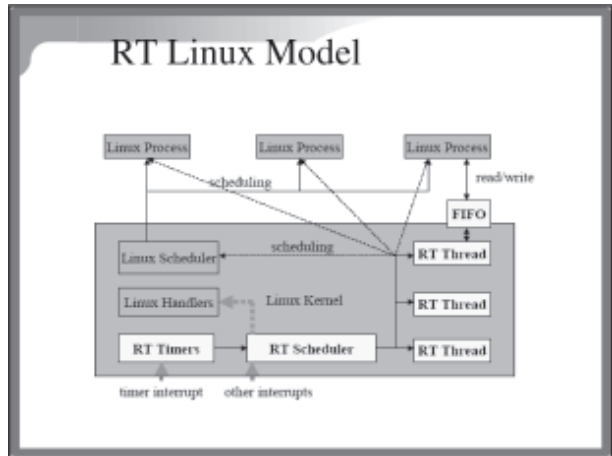 RT Linux Model
Linux Process
Linux Process
Linux Process
scheduling
read/write
FIFO
Linux Scheduler
scheduling
RT Thread
Linux Handlers
Linux Kernel
RT Thread
RT Timers
RT Scheduler
RT Thread
timer interrupt
other interrupts